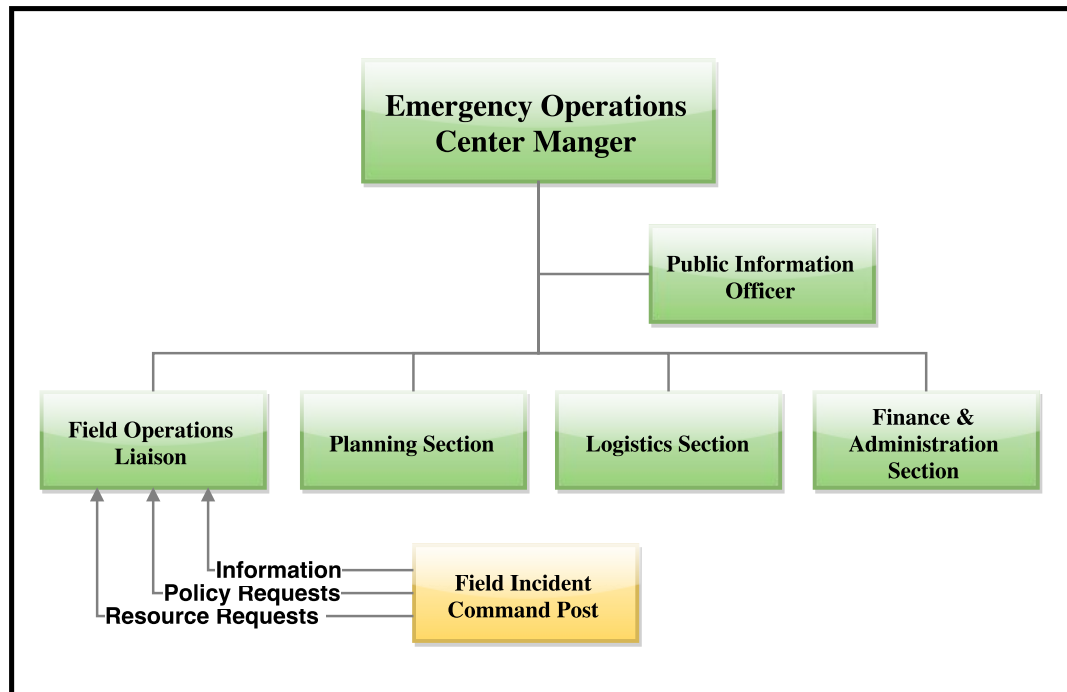 Emergency Operations
Center Manger
Public Information
Officer
Field Operations
Liaison
Planning Section
Logistics Section
Finance &
Administration
Section
Information
Policy Requests
Resource Requests
Field Incident
Command Post